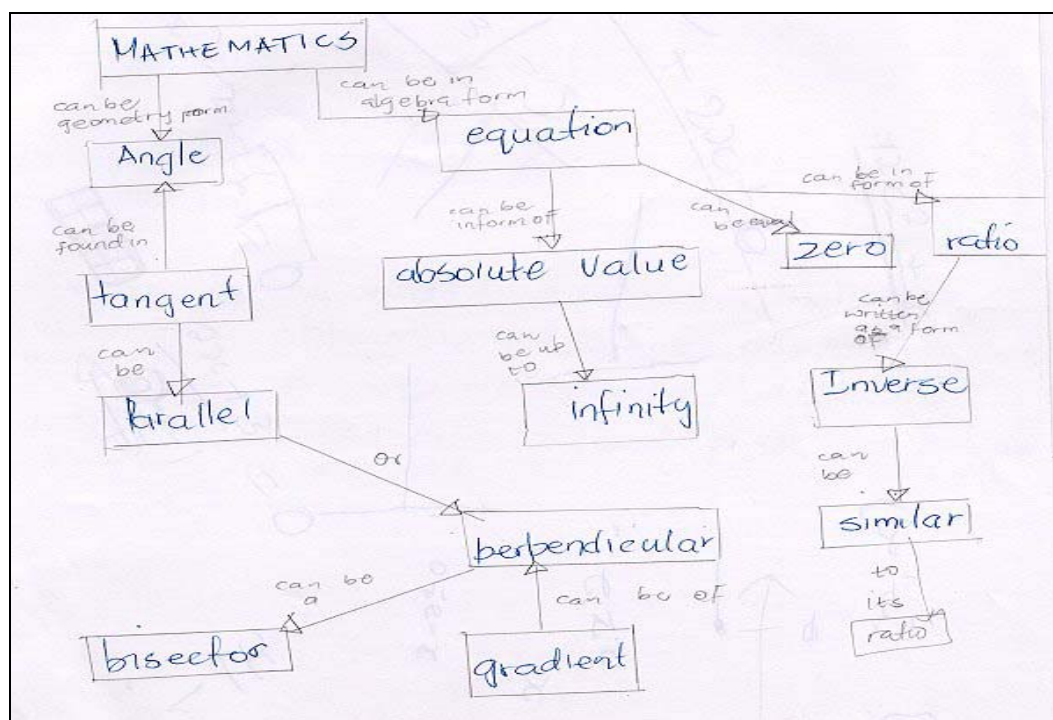 MATHEMATICS
can be
geometry form
can be in
algebra form
Angle
equation
can be
found in
can be
inform of
can
be equal
can be in
form of
tangent
absolute Value
zero
ratio
can
be
can
be up
to
can be
written
as a form
of
Parallel
infinity
Inverse
or
can
be
berpendicular
similar
can be
a
can be of
to
its
bisector
gradient
ratio